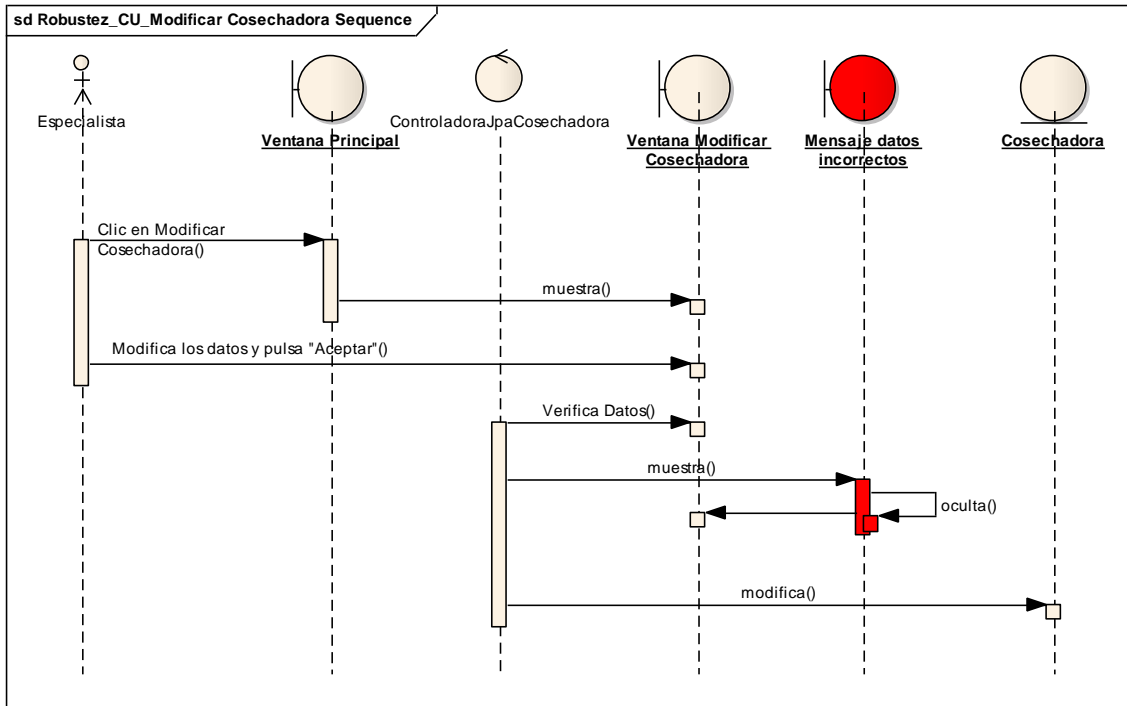 sd Robustez_CU_Modificar Cosechadora Sequence
Especialista
Ventana Principal
ControladoraJpaCosechadora
Ventana Modificar
Cosechadora
Mensaje datos
incorrectos
Cosechadora
Clic en Modificar
Cosechadora()
muestra()
Modifica los datos y pulsa "Aceptar"()
Verifica Datos()
muestra()
oculta()
modifica()